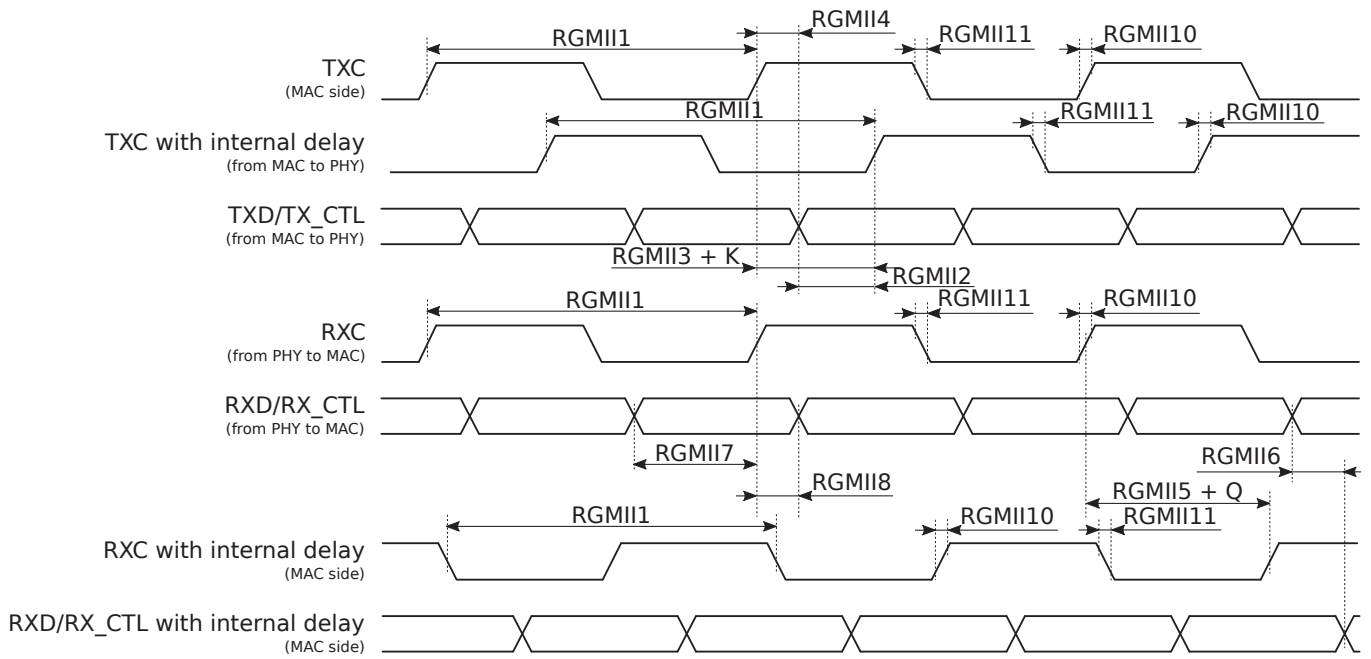 RGMII4
RGMII1
RGMII11
RGMII10
TXC
(MAC side)
RGMII1
RGMII11
RGMII10
TXC with internal delay
(from MAC to PHY)
TXD/TX_CTL
(from MAC to PHY)
RGMII3 + K
RGMII2
RGMII1
RGMII11
RGMII10
RXC
(from PHY to MAC)
RXD/RX_CTL
(from PHY to MAC)
RGMII7
RGMII6
RGMII8
RGMII5 + Q
RGMII1
RGMII10
RGMII11
RXC with internal delay
(MAC side)
RXD/RX_CTL with internal delay
(MAC side)